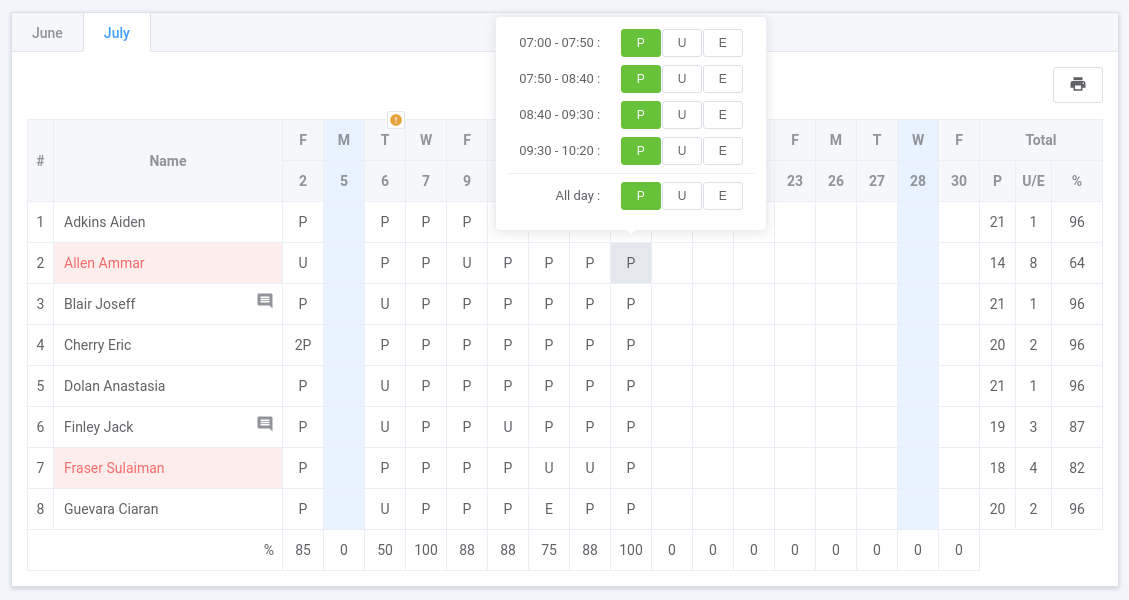 June July
07:00 - 07:50 : P U E
07:50 - 08:40 : P U E
08:40 - 09:30 : P U E
09:30 - 10:20 : P U E
All day : P U E
# Name F M T W F F M T W F Total
2 5 6 7 9 23 26 27 28 30 P U/E %
1 Adkins Aiden P P P P 21 1 96
2 Allen Ammar U P P U P P P P 14 8 64
3 Blair Joseff P U P P P P P P 21 1 96
4 Cherry Eric 2P P P P P P P P 20 2 96
5 Dolan Anastasia P U P P P P P P 21 1 96
6 Finley Jack P U P P U P P P 19 3 87
7 Fraser Sulaiman P P P P P U U P 18 4 82
8 Guevara Ciaran P U P P P E P P 20 2 96
% 85 0 50 100 88 88 75 88 100 0 0 0 0 0 0 0 0